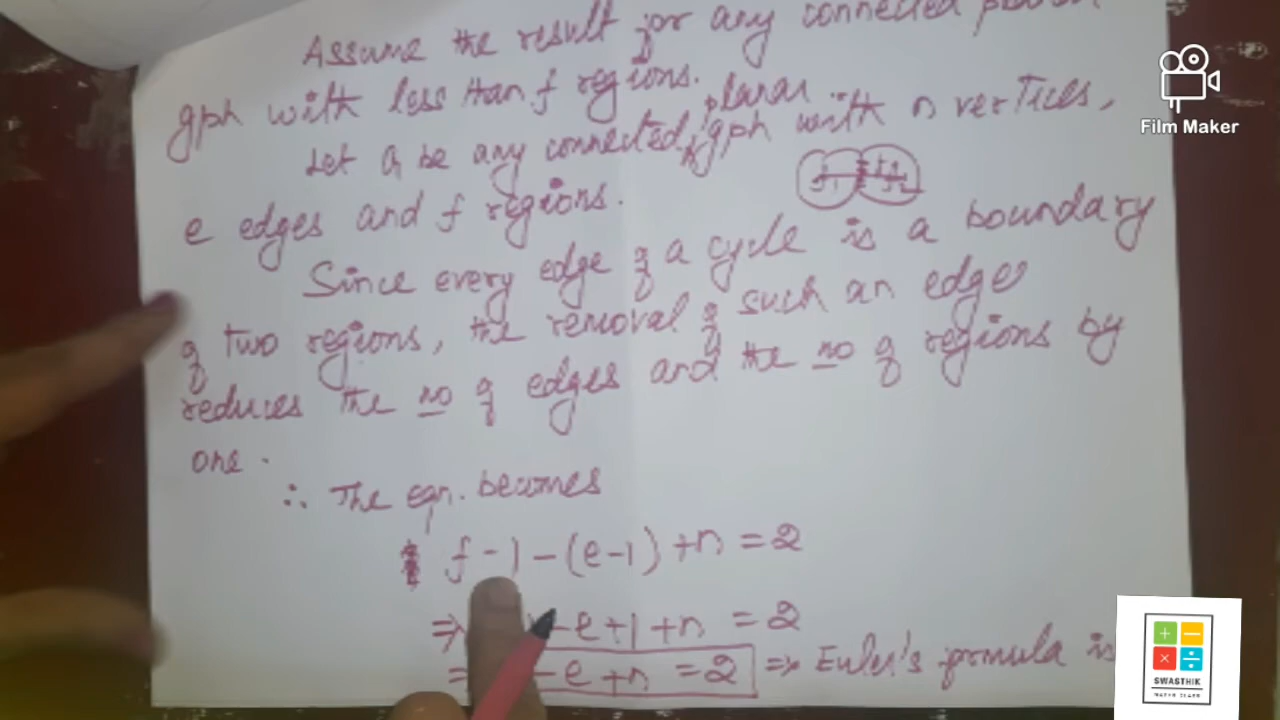 Assume the result for any connected planar
gph with less than f regions.
Let G be any connected planar gph with n vertices,
e edges and f regions.
Since every edge of a cycle is a boundary
of two regions, the removal of such an edge
reduces the no of edges and the no of regions by
one.
∴ The eqn. becomes
f-1-(e-1)+n=2
⇒ -e+1+n=2
= -e+n=2 ⇒ Euler's formula is
Film Maker
SWASTHIK